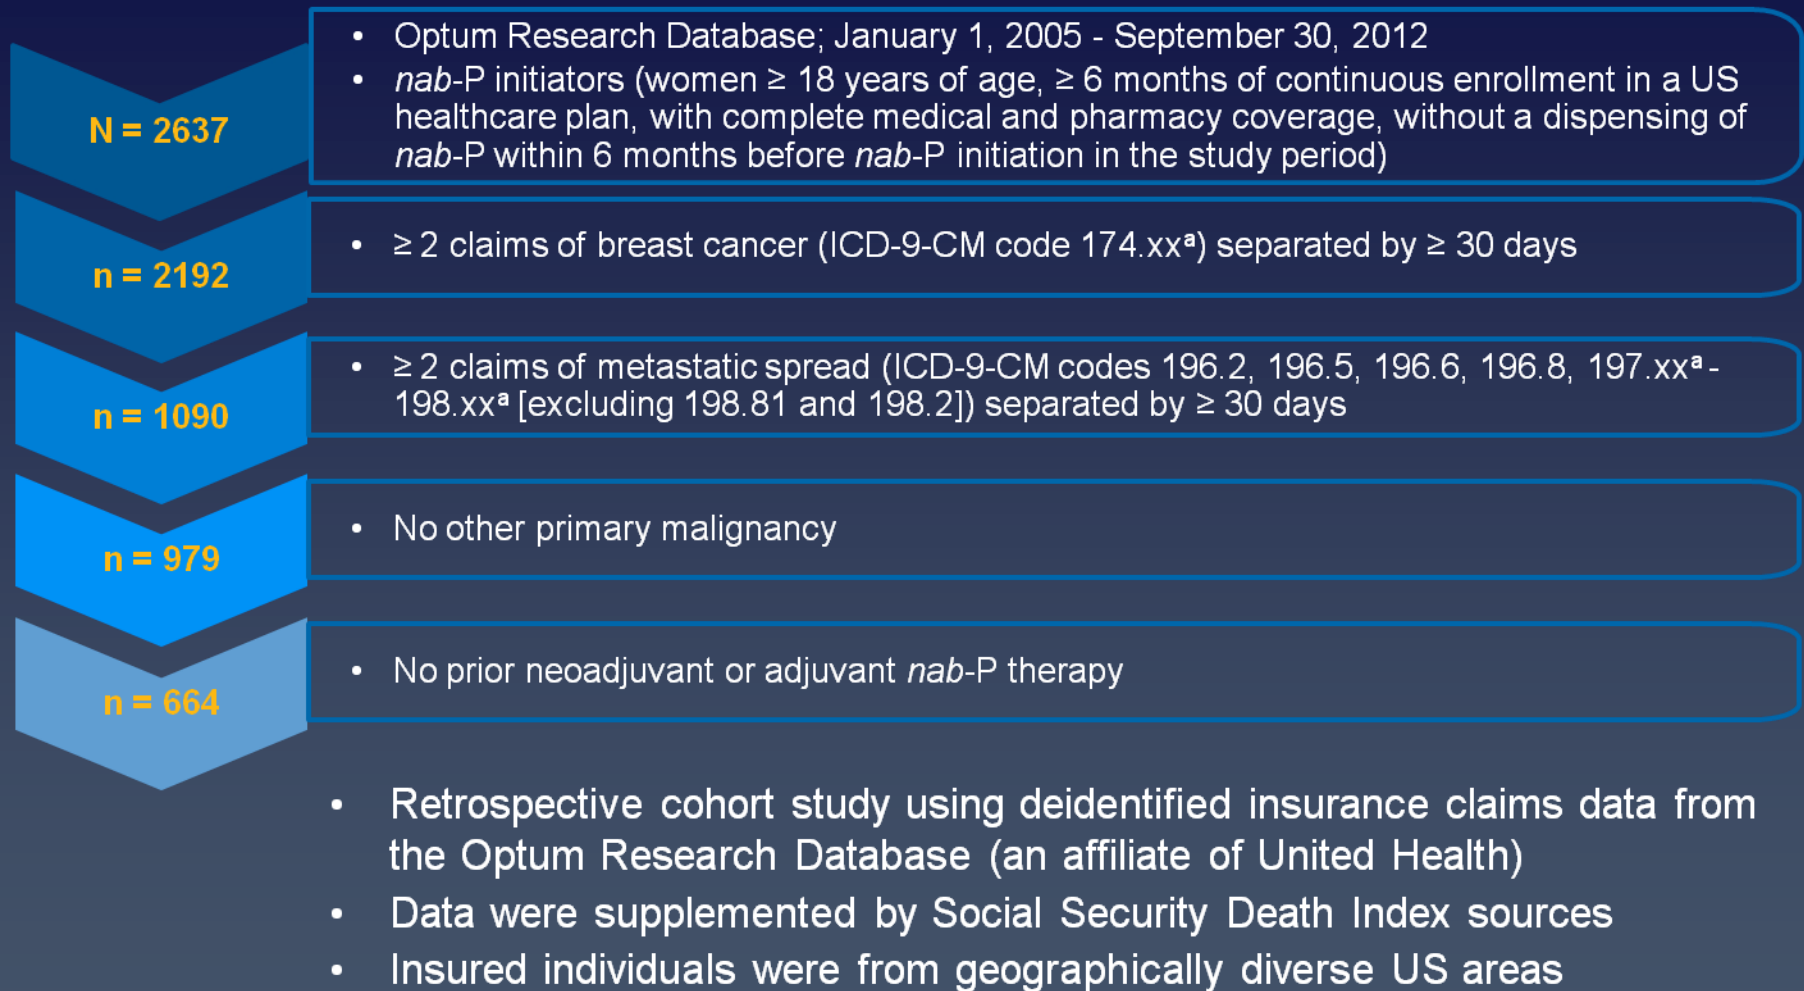 N = 2637
• Optum Research Database; January 1, 2005 - September 30, 2012
• nab-P initiators (women ≥ 18 years of age, ≥ 6 months of continuous enrollment in a US
healthcare plan, with complete medical and pharmacy coverage, without a dispensing of
nab-P within 6 months before nab-P initiation in the study period)
n = 2192
• ≥ 2 claims of breast cancer (ICD-9-CM code 174.xxᵃ) separated by ≥ 30 days
n = 1090
• ≥ 2 claims of metastatic spread (ICD-9-CM codes 196.2, 196.5, 196.6, 196.8, 197.xxᵃ -
198.xxᵃ [excluding 198.81 and 198.2]) separated by ≥ 30 days
n = 979
• No other primary malignancy
n = 664
• No prior neoadjuvant or adjuvant nab-P therapy
• Retrospective cohort study using deidentified insurance claims data from
the Optum Research Database (an affiliate of United Health)
• Data were supplemented by Social Security Death Index sources
• Insured individuals were from geographically diverse US areas